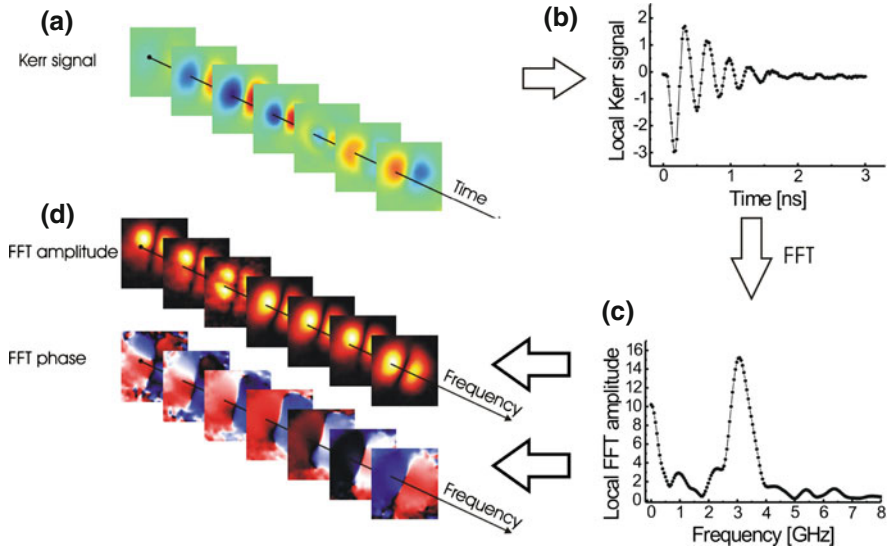 (a)
Kerr signal
Time
(b)
Local Kerr signal
2
1
0
-1
-2
-3
0
1
2
3
Time [ns]
FFT
(c)
Local FFT amplitude
16
14
12
10
8
6
4
2
0
0
1
2
3
4
5
6
7
8
Frequency [GHz]
(d)
FFT amplitude
Frequency
FFT phase
Frequency